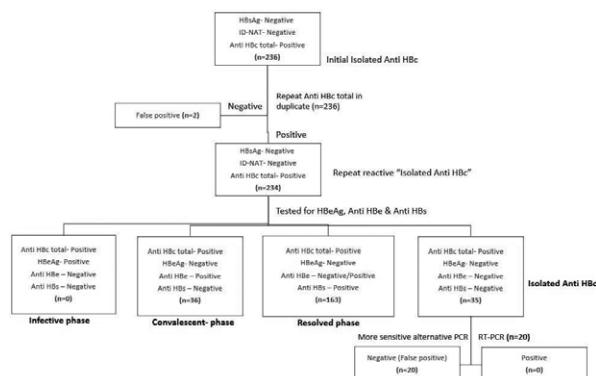 HBsAg- Negative
ID-NAT- Negative
Anti HBc total- Positive
(n=236)
Initial Isolated Anti HBc
Repeat Anti HBc total in
duplicate (n=236)
Negative
False positive (n=2)
Positive
HBsAg- Negative
ID-NAT- Negative
Anti HBc total- Positive
(n=234)
Repeat reactive “Isolated Anti HBc”
Tested for HBeAg, Anti HBe & Anti HBs
Anti HBc total- Positive
HBeAg- Positive
Anti HBe – Negative
Anti HBs – Negative
(n=0)
Infective phase
Anti HBc total- Positive
HBeAg- Negative
Anti HBe – Positive
Anti HBs – Negative
(n=36)
Convalescent- phase
Anti HBc total- Positive
HBeAg- Negative
Anti HBe – Negative/Positive
Anti HBs – Positive
(n=163)
Resolved phase
Anti HBc total- Positive
HBeAg- Negative
Anti HBe - Negative
Anti HBs - Negative
(n=35)
Isolated Anti HBc
More sensitive alternative PCR
RT-PCR (n=20)
Negative (False positive)
(n=20)
Positive
(n=0)